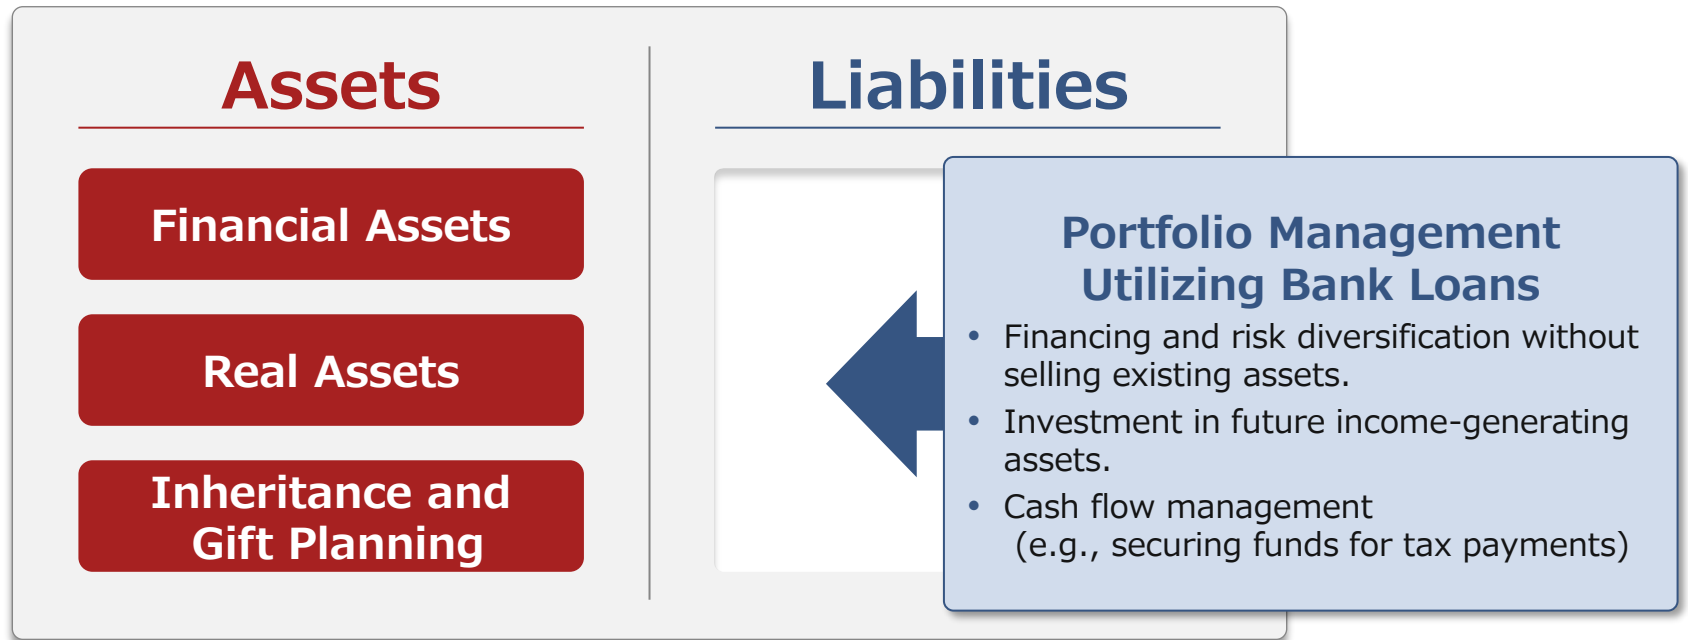 Assets
Financial Assets
Real Assets
Inheritance and
Gift Planning
Liabilities
Portfolio Management
Utilizing Bank Loans
• Financing and risk diversification without
selling existing assets.
• Investment in future income-generating
assets.
• Cash flow management
(e.g., securing funds for tax payments)